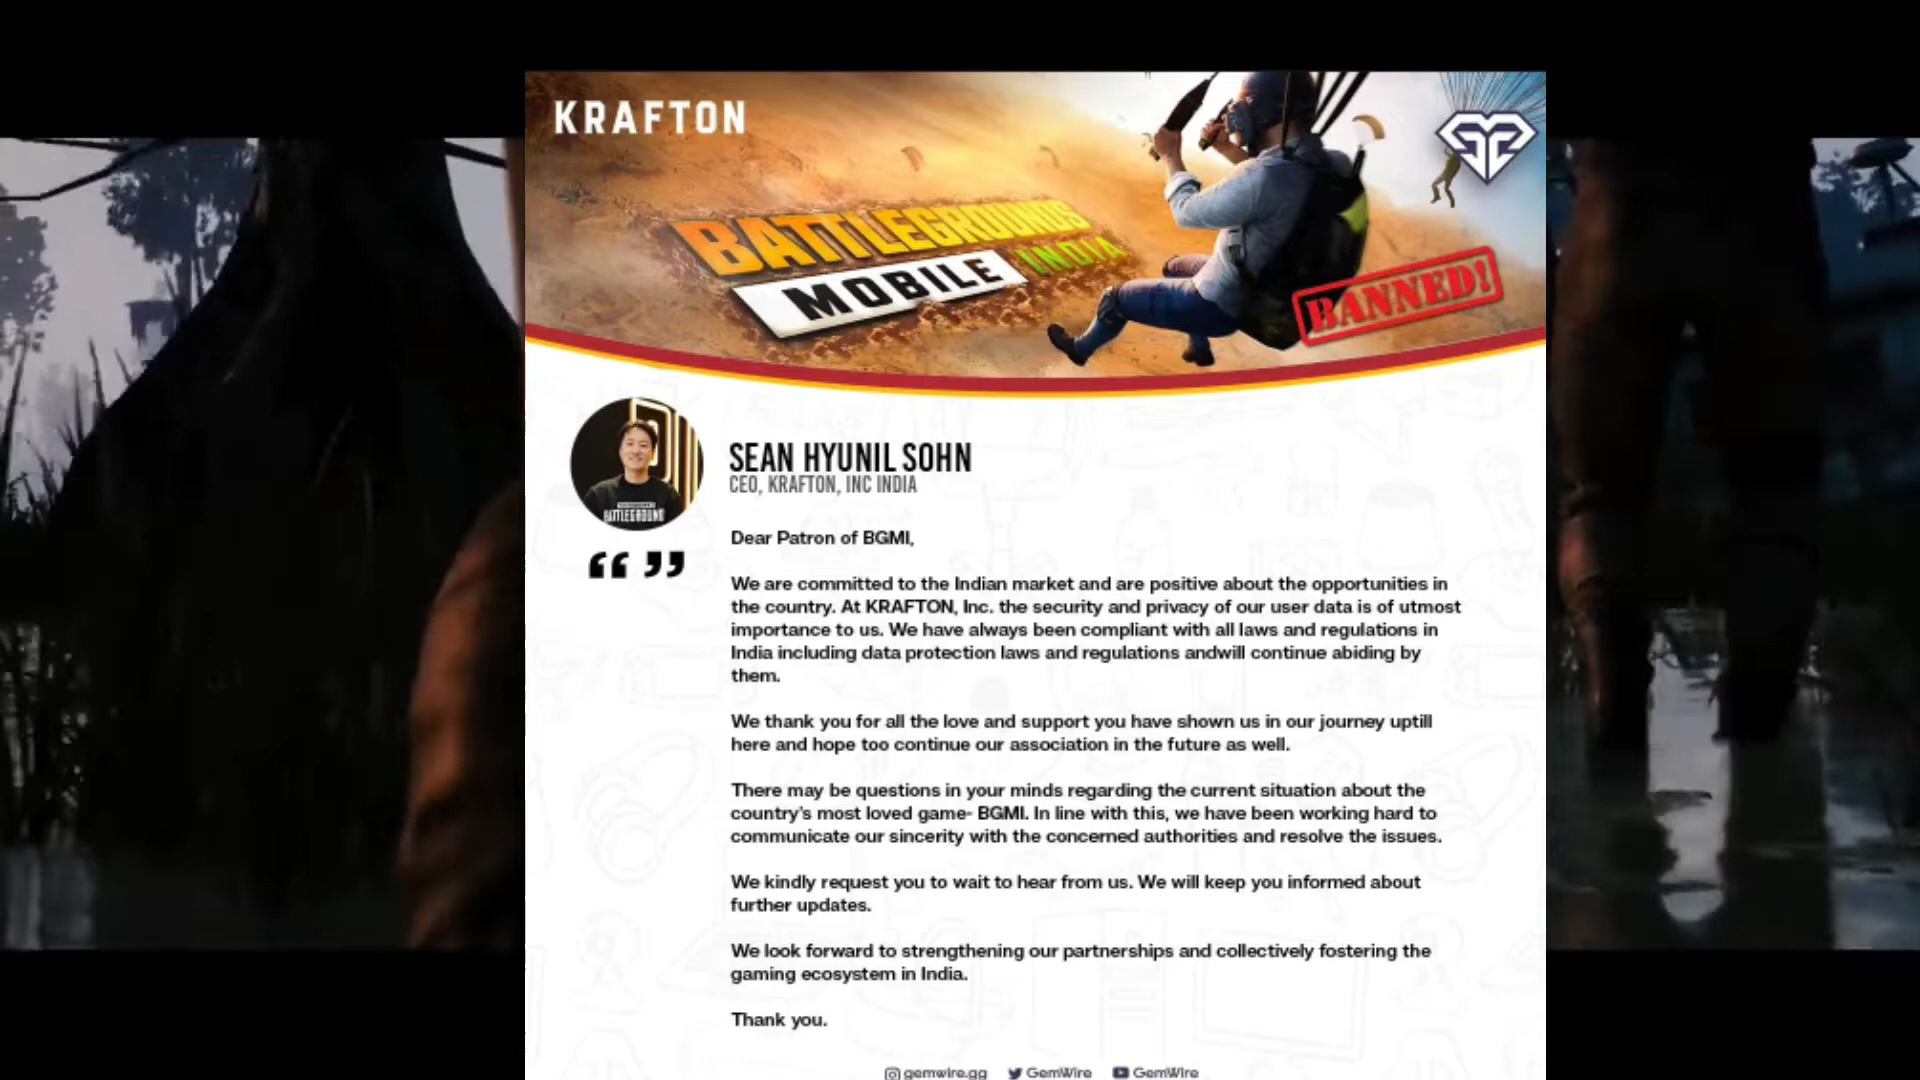 KRAFTON
BATTLEGROUNDS
MOBILE INDIA
BANNED!
SEAN HYUNIL SOHN
CEO, KRAFTON, INC INDIA
BATTLEGROUND
“ ”
Dear Patron of BGMI,
We are committed to the Indian market and are positive about the opportunities in
the country. At KRAFTON, Inc. the security and privacy of our user data is of utmost
importance to us. We have always been compliant with all laws and regulations in
India including data protection laws and regulations andwill continue abiding by
them.
We thank you for all the love and support you have shown us in our journey uptill
here and hope too continue our association in the future as well.
There may be questions in your minds regarding the current situation about the
country's most loved game- BGMI. In line with this, we have been working hard to
communicate our sincerity with the concerned authorities and resolve the issues.
We kindly request you to wait to hear from us. We will keep you informed about
further updates.
We look forward to strengthening our partnerships and collectively fostering the
gaming ecosystem in India.
Thank you.
gemwire.gg GemWire GemWire